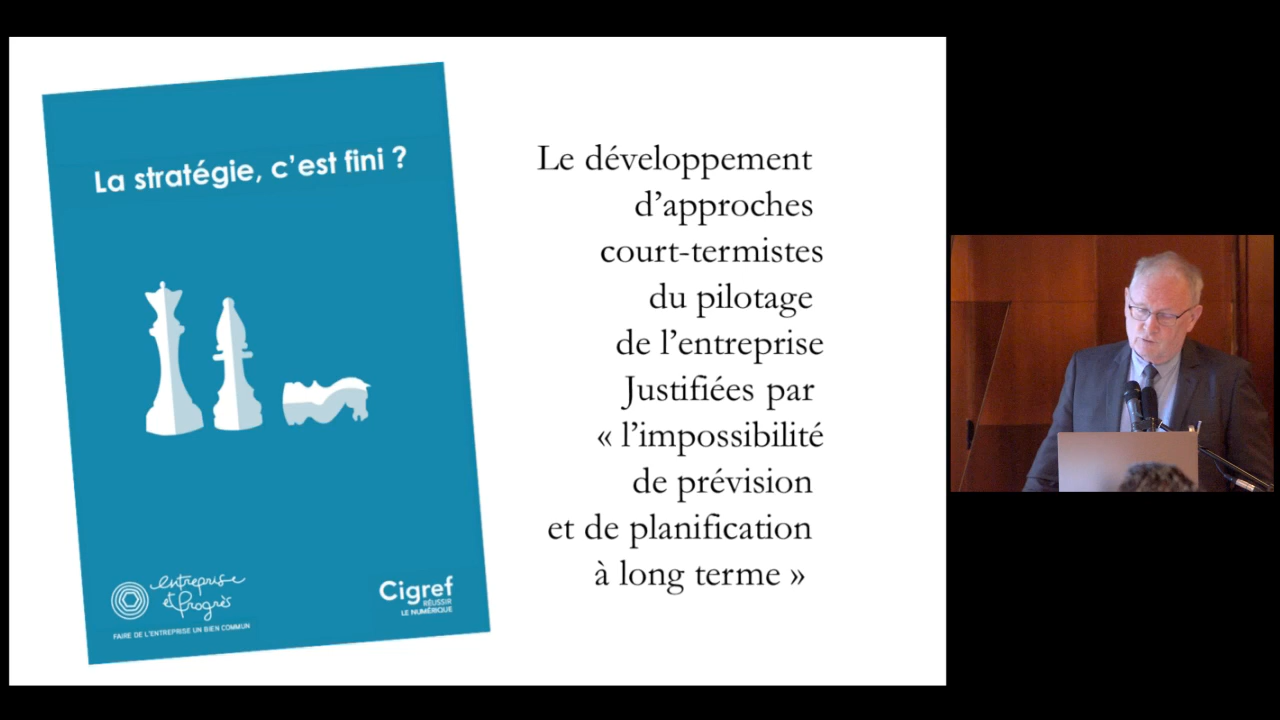 La stratégie, c'est fini ?
entreprise
et Progrès
FAIRE DE L'ENTREPRISE UN BIEN COMMUN
Cigref
RÉUSSIR
LE NUMÉRIQUE
Le développement
d'approches
court-termistes
du pilotage
de l'entreprise
Justifiées par
« l'impossibilité
de prévision
et de planification
à long terme »